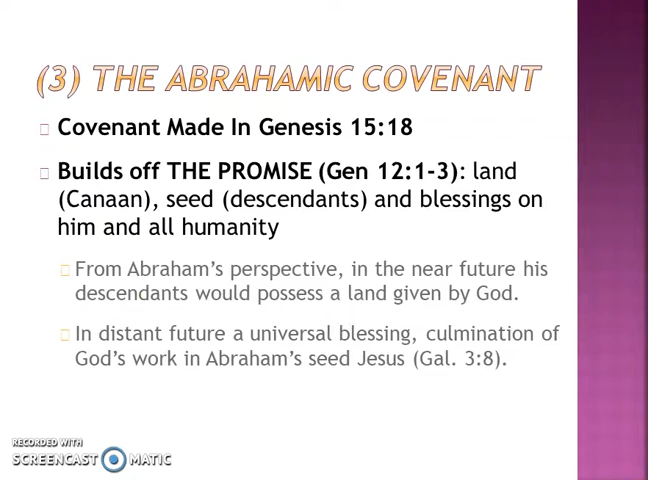 (3) THE ABRAHAMIC COVENANT
Covenant Made In Genesis 15:18
Builds off THE PROMISE (Gen 12:1-3): land
(Canaan), seed (descendants) and blessings on
him and all humanity
From Abraham's perspective, in the near future his
descendants would possess a land given by God.
In distant future a universal blessing, culmination of
God's work in Abraham's seed Jesus (Gal. 3:8).
RECORDED WITH
SCREENCAST MATIC